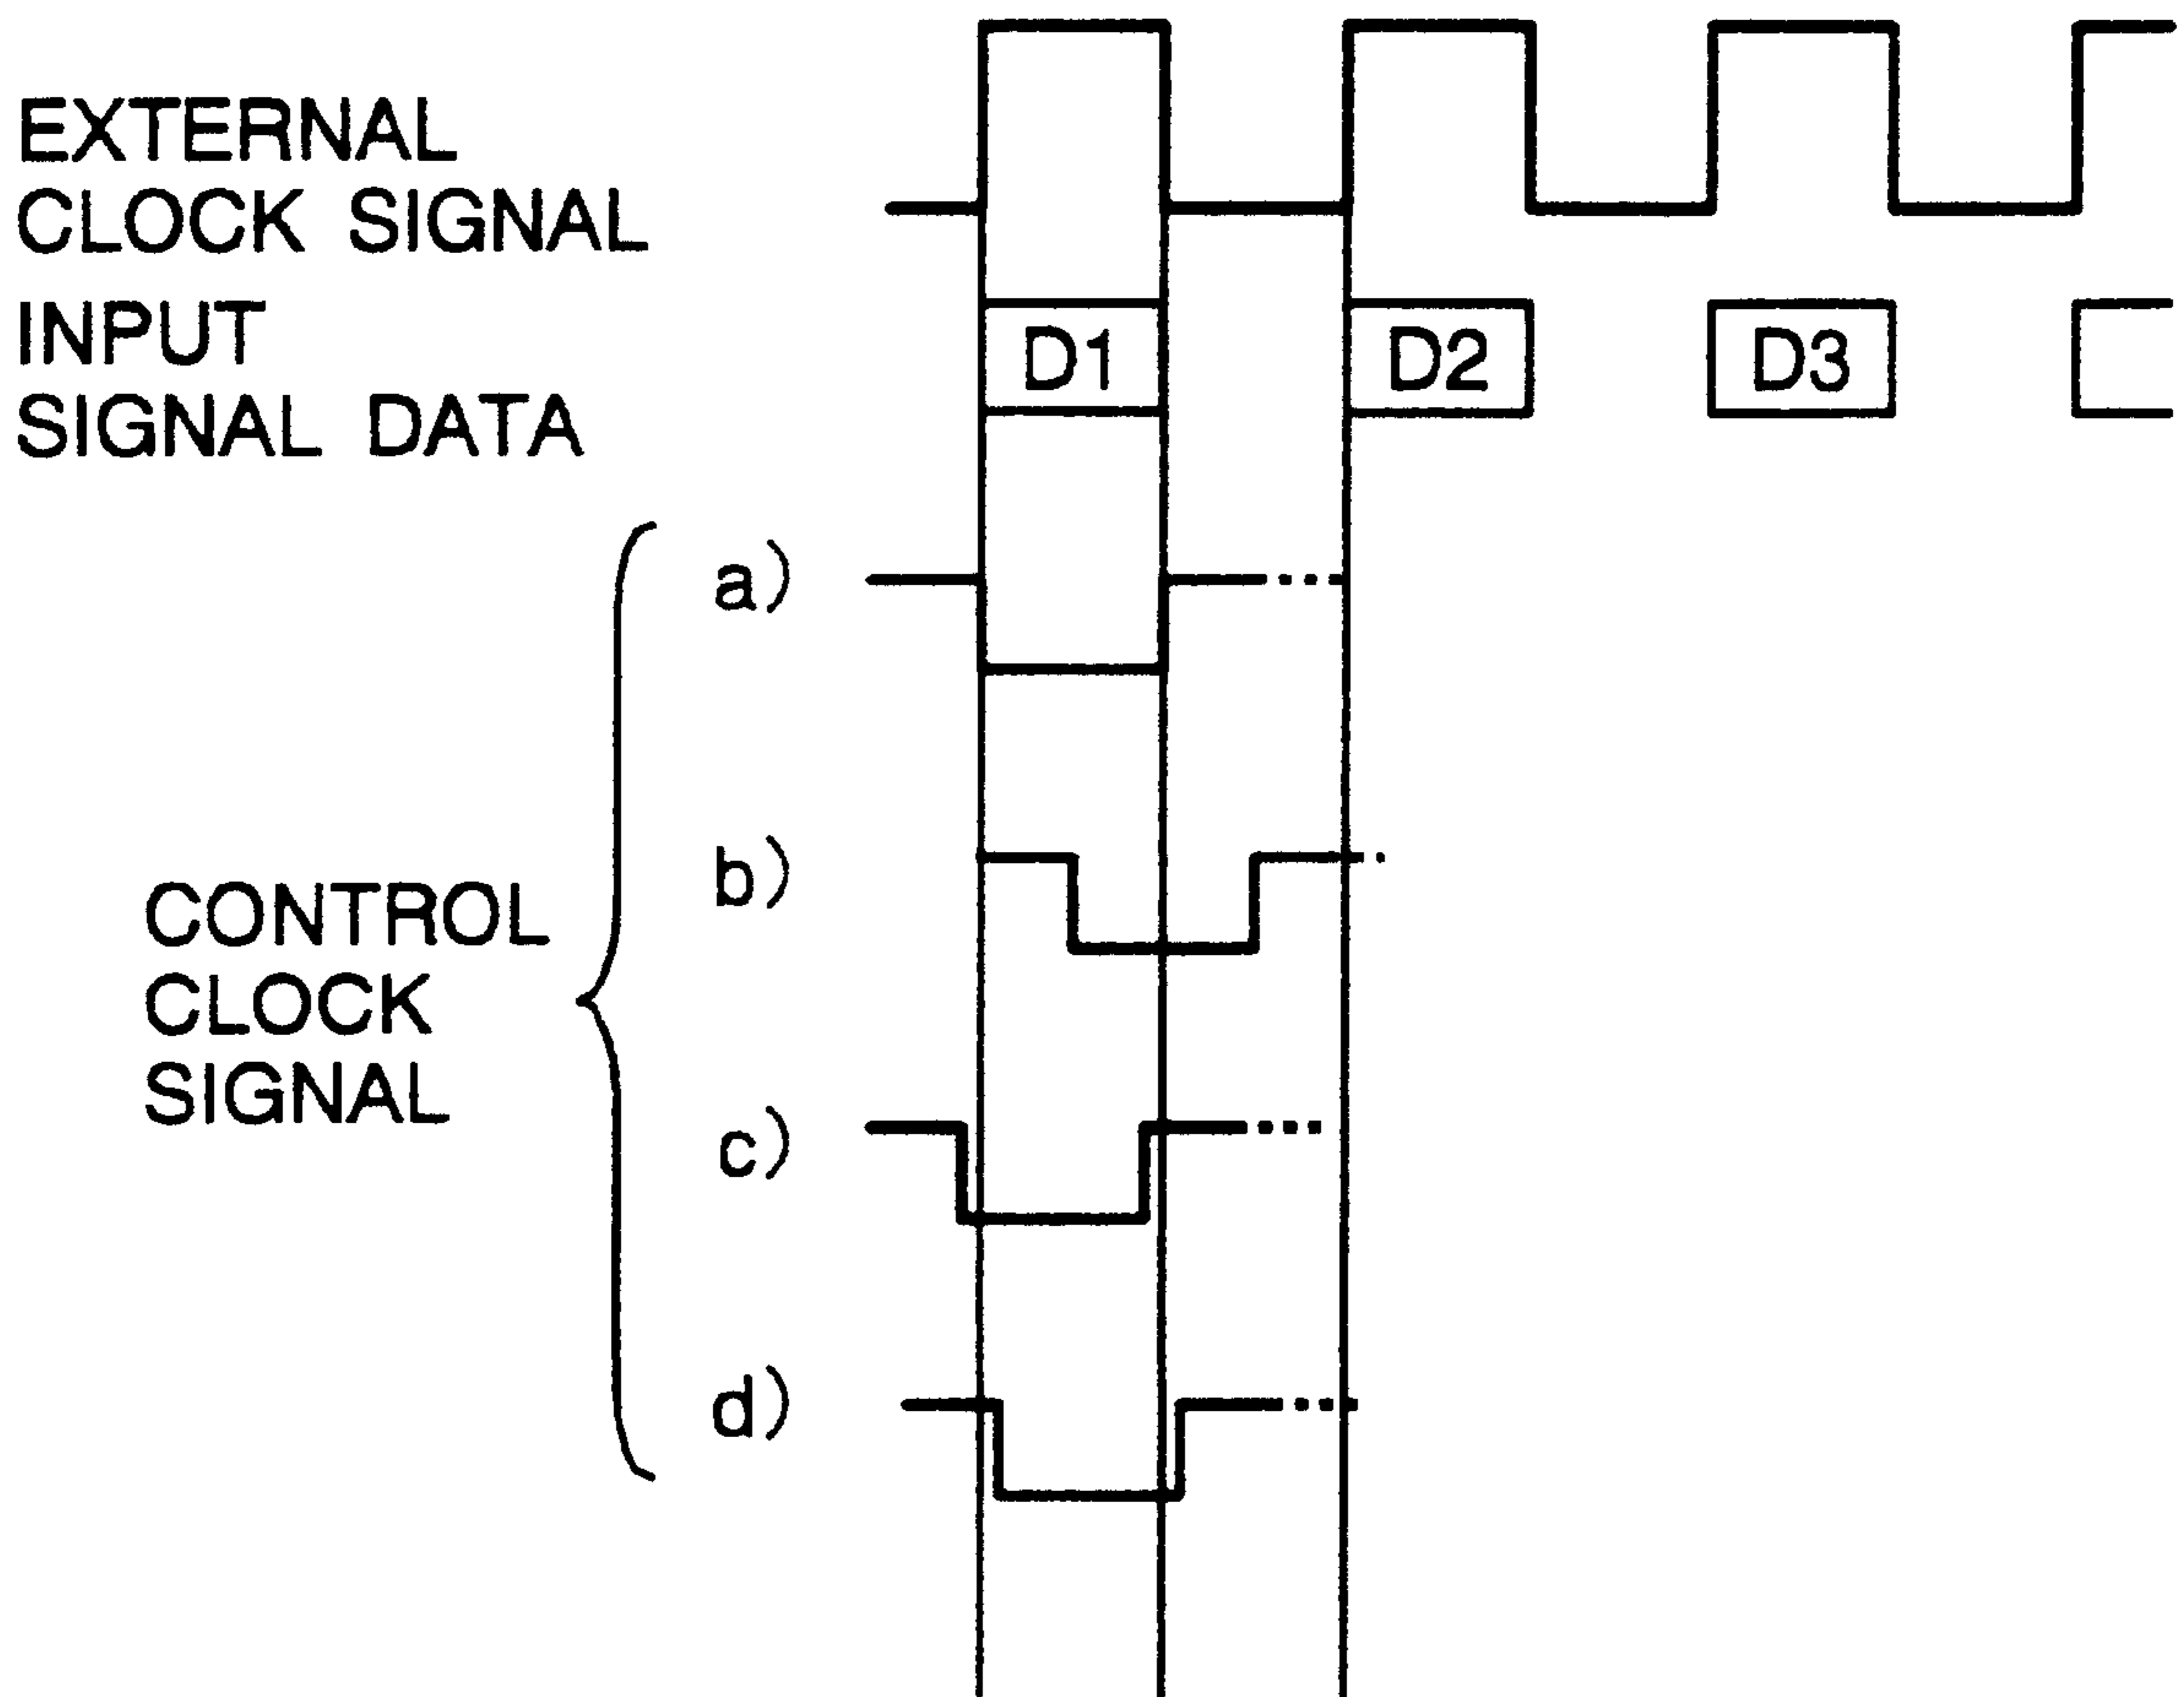 EXTERNAL
CLOCK SIGNAL
INPUT
SIGNAL DATA
D1
D2
D3
a)
b)
CONTROL
CLOCK
SIGNAL
c)
d)